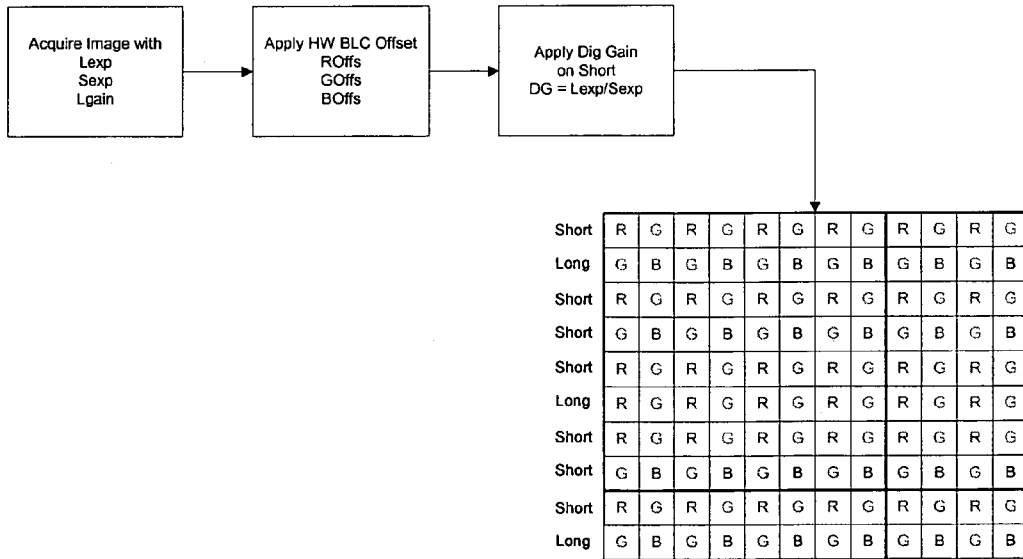 Acquire Image with
Lexp
Sexp
Lgain
Apply HW BLC Offset
ROffs
GOffs
BOffs
Apply Dig Gain
on Short
DG = Lexp/Sexp
Short R G R G R G R G R G R G
Long G B G B G B G B G B G B
Short R G R G R G R G R G R G
Short G B G B G B G B G B G B
Short R G R G R G R G R G R G
Long R G R G R G R G R G R G
Short R G R G R G R G R G R G
Short G B G B G B G B G B G B
Short R G R G R G R G R G R G
Long G B G B G B G B G B G B